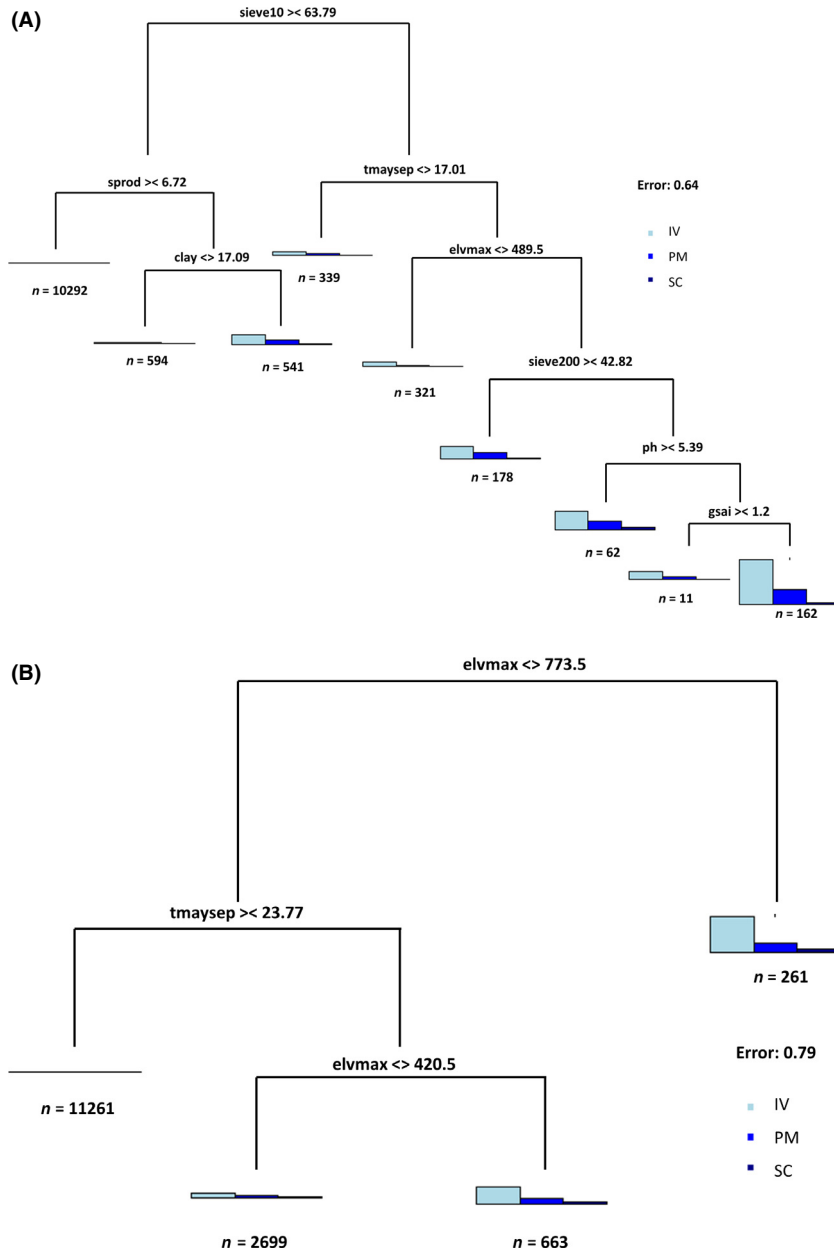 (A)
sieve10 >< 63.79
sprod >< 6.72
tmaysep <> 17.01
Error: 0.64
IV
PM
SC
n = 10292
clay <> 17.09
n = 339
elvmax <> 489.5
n = 594
n = 541
n = 321
sieve200 >< 42.82
n = 178
ph >< 5.39
n = 62
gsai >< 1.2
n = 11
n = 162
(B)
elvmax <> 773.5
tmaysep >< 23.77
n = 261
Error: 0.79
IV
PM
SC
n = 11261
elvmax <> 420.5
n = 2699
n = 663